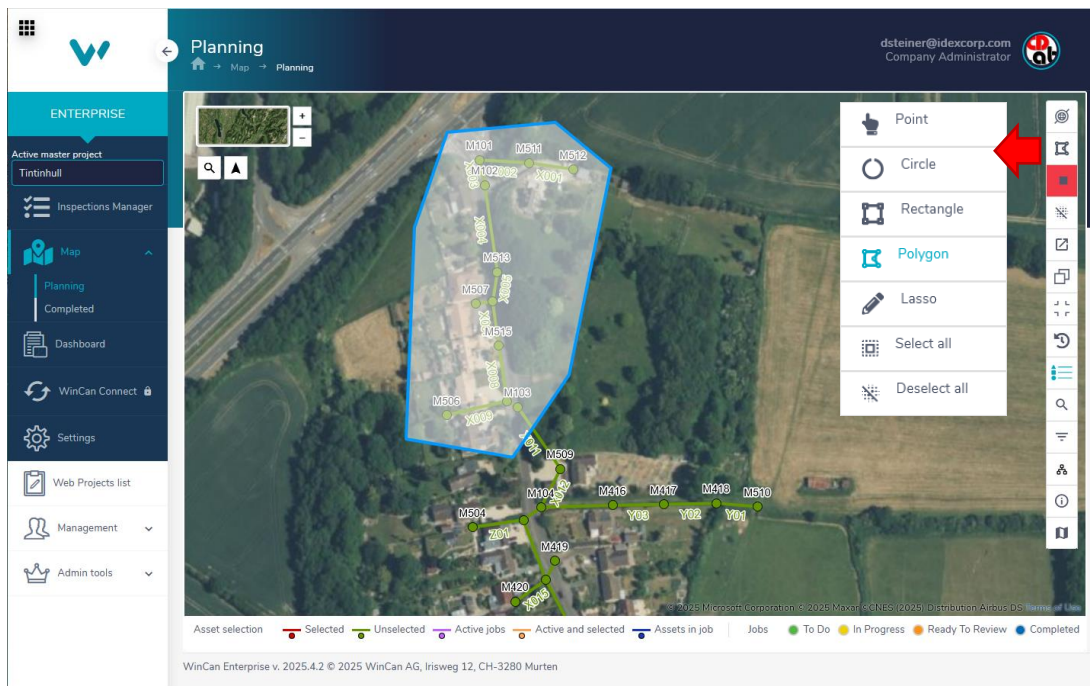 Planning
Map → Planning
dsteiner@idexcorp.com
Company Administrator
ENTERPRISE
Active master project
Tintinhull
Inspections Manager
Map
Planning
Completed
Dashboard
WinCan Connect
Settings
Web Projects list
Management
Admin tools
+
-
Point
Circle
Rectangle
Polygon
Lasso
Select all
Deselect all
M101
M511
M512
M102
X001
X004
M513
X005
M507
M515
X008
M103
M506
X009
M509
X012
M104
M416
M417
M418
M510
Y03
Y02
Y01
M504
Z01
M419
M420
X015
© 2025 Microsoft Corporation © 2025 Maxar ©CNES (2025) Distribution Airbus DS Terms of Use
Asset selection Selected Unselected Active jobs Active and selected Assets in job Jobs To Do In Progress Ready To Review Completed
WinCan Enterprise v. 2025.4.2 © 2025 WinCan AG, Irisweg 12, CH-3280 Murten